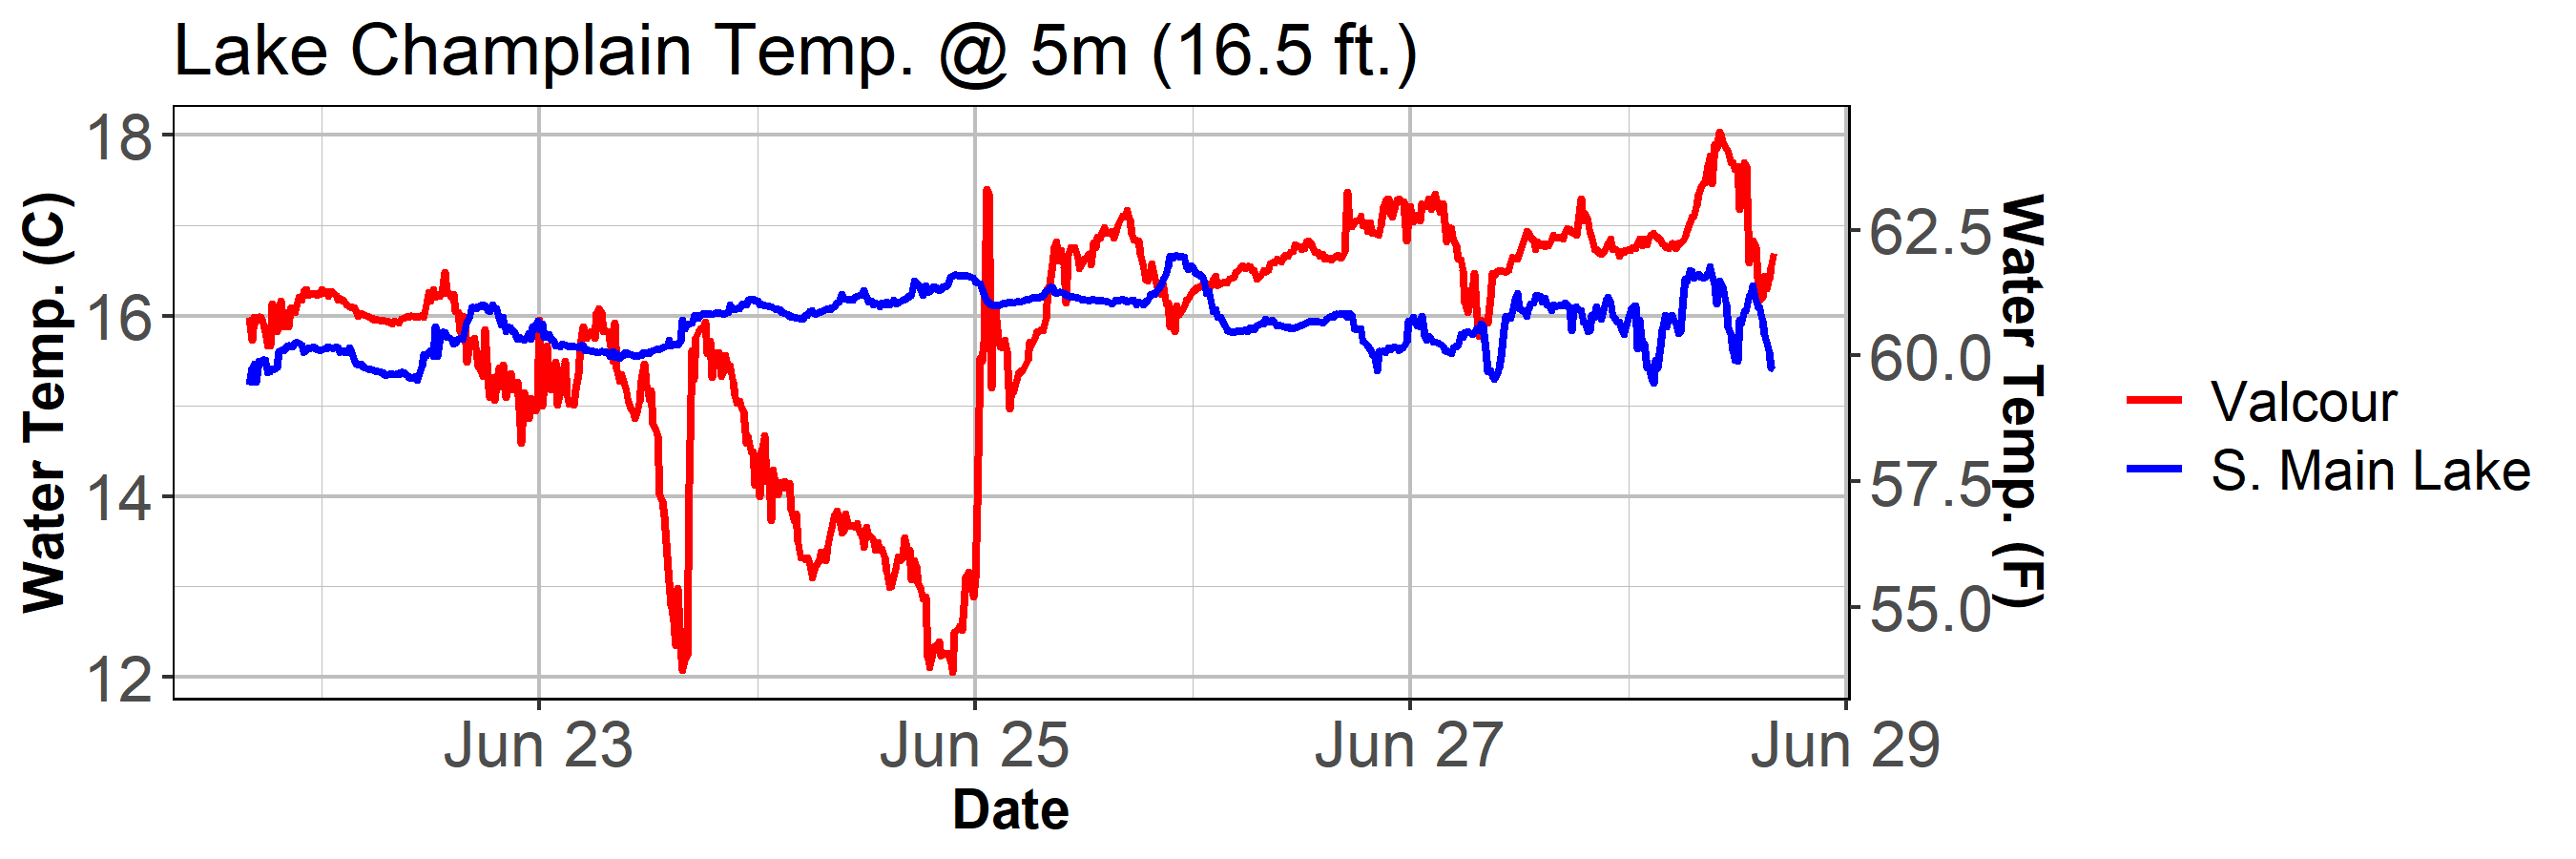 Lake Champlain Temp. @ 5m (16.5 ft.)
Water Temp. (C)
18
16
14
12
62.5
60.0
57.5
55.0
Water Temp. (F)
Valcour
S. Main Lake
Jun 23
Jun 25
Jun 27
Jun 29
Date